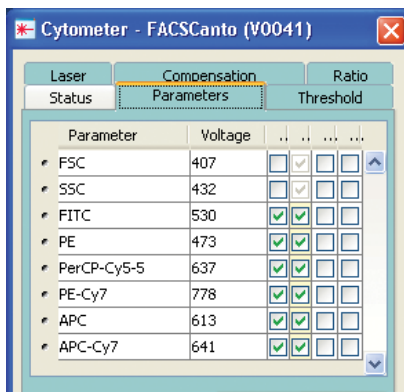 Cytometer - FACSCanto (V0041)
Laser Compensation Ratio
Status Parameters Threshold
Parameter Voltage .. .. ... ...
FSC 407
SSC 432
FITC 530
PE 473
PerCP-Cy5-5 637
PE-Cy7 778
APC 613
APC-Cy7 641